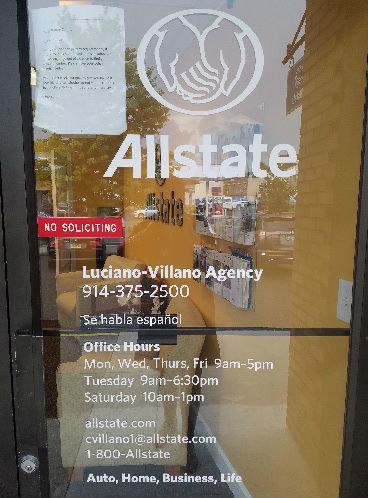 Allstate
Allstate
NO SOLICITING
Luciano-Villano Agency
914-375-2500
Se habla español
Office Hours
Mon, Wed, Thurs, Fri 9am-5pm
Tuesday 9am-6:30pm
Saturday 10am-1pm
allstate.com
cvillano1@allstate.com
1-800-Allstate
Auto, Home, Business, Life